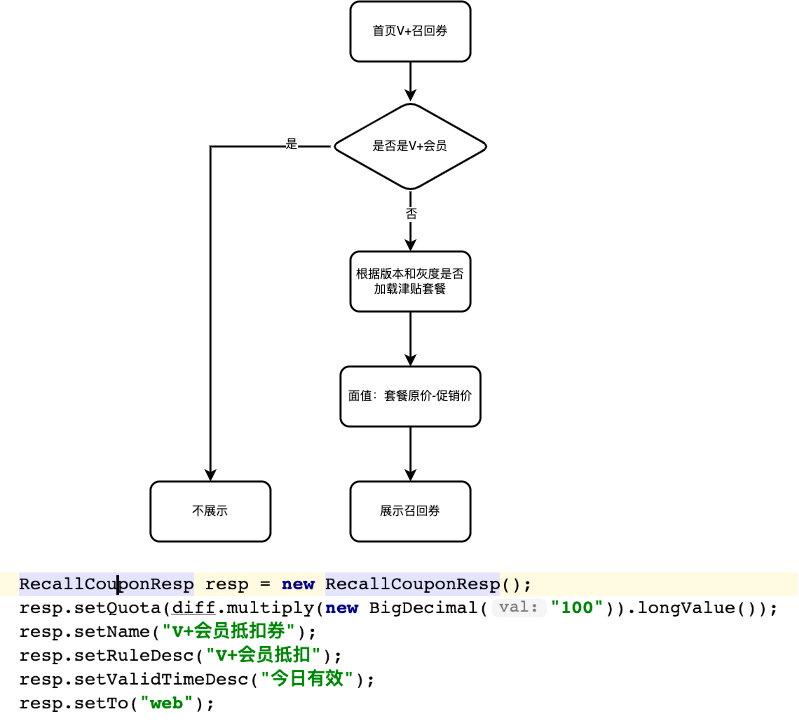 首页V+召回券
是否是V+会员
是
否
根据版本和灰度是否
加载津贴套餐
面值：套餐原价-促销价
不展示
展示召回券
RecallCouponResp resp = new RecallCouponResp();
resp.setQuota(diff.multiply(new BigDecimal( val: "100")).longValue());
resp.setName("V+会员抵扣券");
resp.setRuleDesc("V+会员抵扣");
resp.setValidTimeDesc("今日有效");
resp.setTo("web");